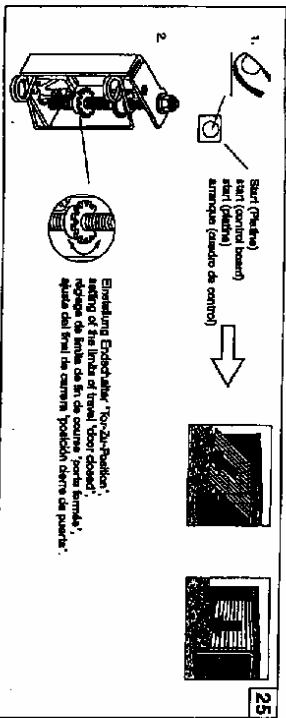 1.
Start (Platine)
start (control board)
start (platine)
arranque (cuadro de control)
2.
Einstellung Endschalter "Tor-Zu-Position",
setting of the limits of travel 'door closed',
réglage de limite de fin de course 'porte fermée',
ajuste del final de carrera 'posición cierre de puerta'.
25